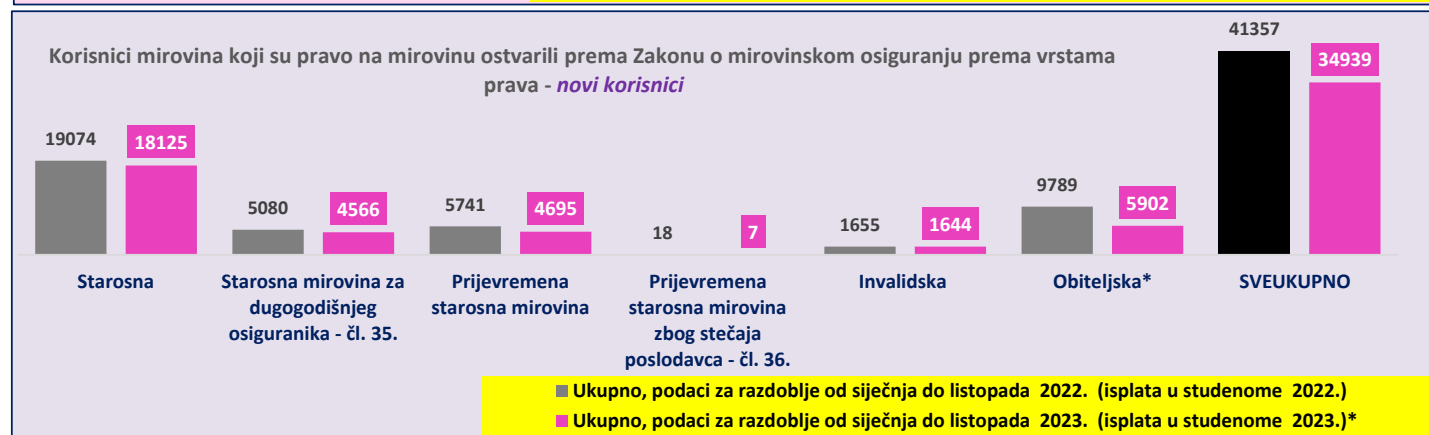 Korisnici mirovina koji su pravo na mirovinu ostvarili prema Zakonu o mirovinskom osiguranju prema vrstama
prava - novi korisnici
41357
34939
19074
18125
5080
4566
5741
4695
18
7
1655
1644
9789
5902
Starosna
Starosna mirovina za
dugogodišnjeg
osiguranika - čl. 35.
Prijevremena
starosna mirovina
Prijevremena
starosna mirovina
zbog stečaja
poslodavca - čl. 36.
Invalidska
Obiteljska*
SVEUKUPNO
Ukupno, podaci za razdoblje od siječnja do listopada 2022. (isplata u studenome 2022.)
Ukupno, podaci za razdoblje od siječnja do listopada 2023. (isplata u studenome 2023.)*